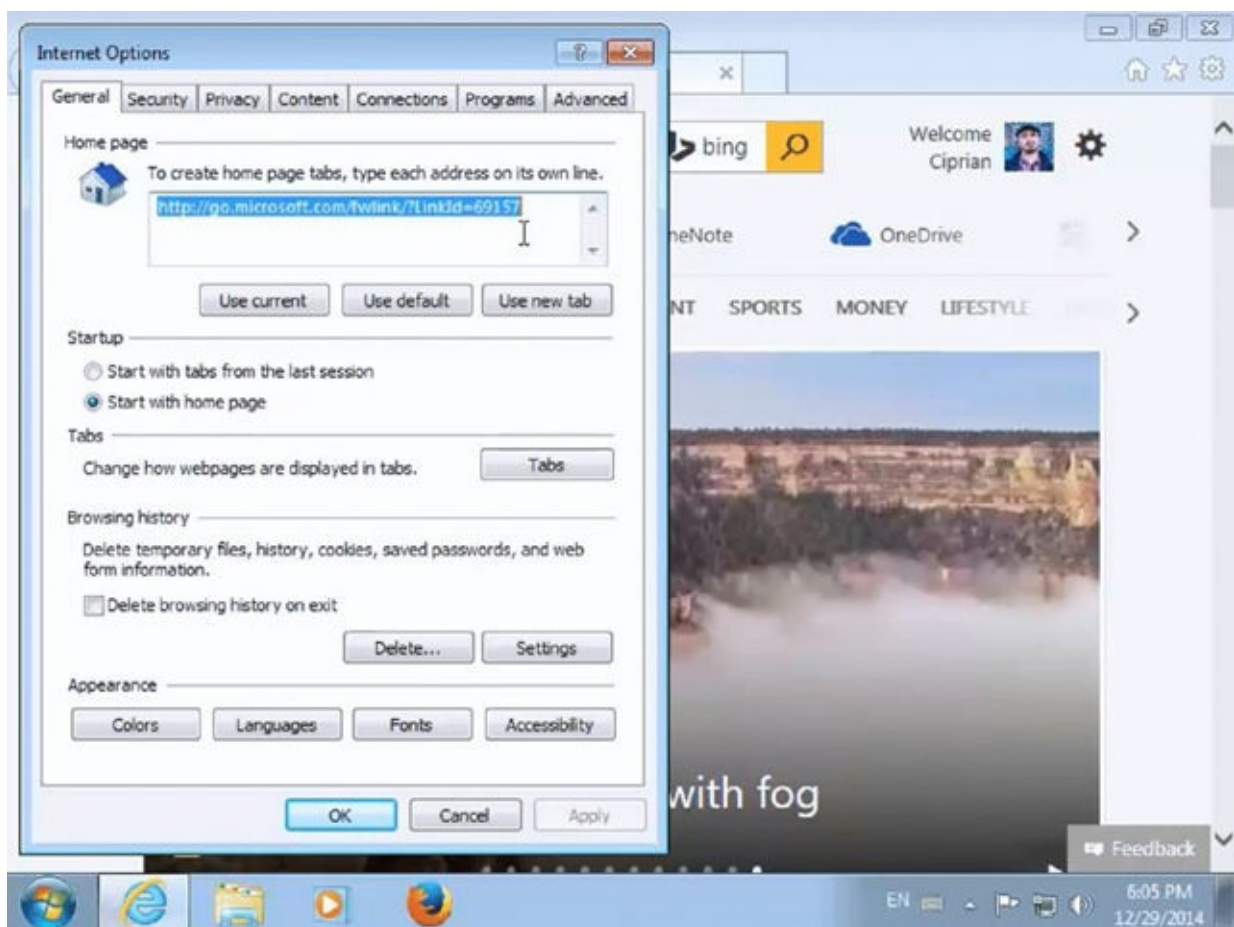 Internet Options
General Security Privacy Content Connections Programs Advanced
Home page
To create home page tabs, type each address on its own line.
http://go.microsoft.com/fwlink/?LinkId=69157
Use current Use default Use new tab
Startup
Start with tabs from the last session
Start with home page
Tabs
Change how webpages are displayed in tabs.
Tabs
Browsing history
Delete temporary files, history, cookies, saved passwords, and web
form information.
Delete browsing history on exit
Delete... Settings
Appearance
Colors Languages Fonts Accessibility
OK Cancel Apply
bing
Welcome
Ciprian
neNote OneDrive
NT SPORTS MONEY LIFESTYLE
with fog
Feedback
EN
6:05 PM
12/29/2014